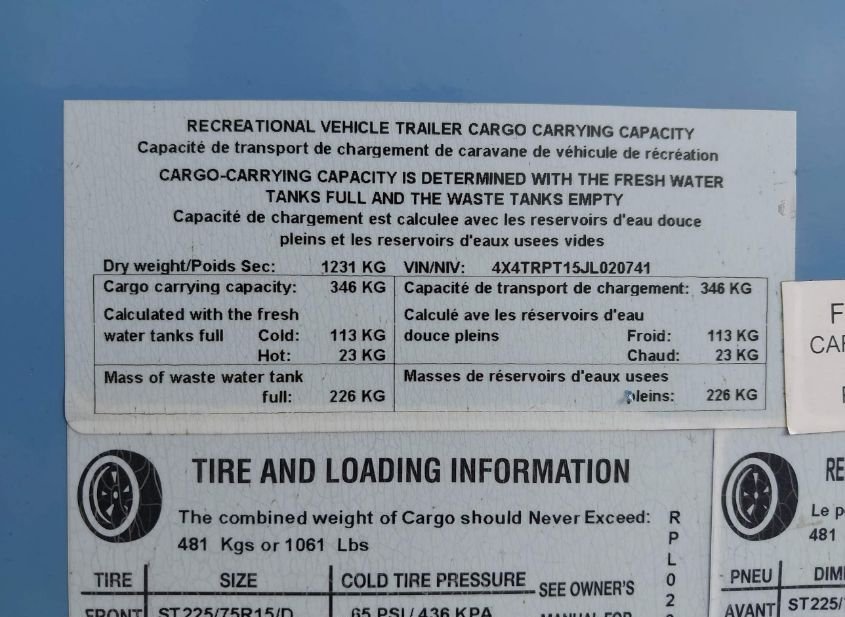 RECREATIONAL VEHICLE TRAILER CARGO CARRYING CAPACITY
Capacité de transport de chargement de caravane de véhicule de récréation
CARGO-CARRYING CAPACITY IS DETERMINED WITH THE FRESH WATER
TANKS FULL AND THE WASTE TANKS EMPTY
Capacité de chargement est calculee avec les reservoirs d'eau douce
pleins et les reservoirs d'eaux usees vides
Dry weight/Poids Sec: 1231 KG VIN/NIV: 4X4TRPT15JL020741
Cargo carrying capacity: 346 KG Capacité de transport de chargement: 346 KG
Calculated with the fresh Calculé ave les réservoirs d'eau
water tanks full Cold: 113 KG douce pleins Froid: 113 KG
Hot: 23 KG Chaud: 23 KG
Mass of waste water tank Masses de réservoirs d'eaux usees
full: 226 KG pleins: 226 KG
TIRE AND LOADING INFORMATION
The combined weight of Cargo should Never Exceed:
481 Kgs or 1061 Lbs
TIRE SIZE COLD TIRE PRESSURE SEE OWNER'S
FRONT ST225/75R15/D 65 PSI/436 KPA MANUAL FOR
RPL02
RE
Le p
481
PNEU DIM
AVANT ST225/
F
CAR